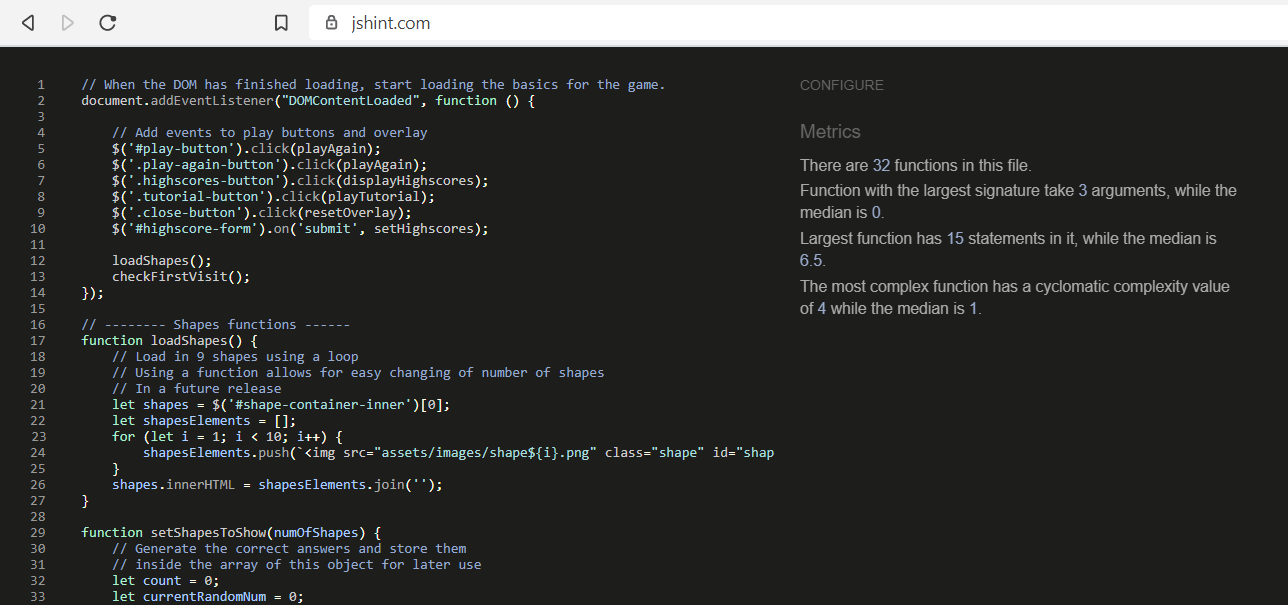 jshint.com
1 // When the DOM has finished loading, start loading the basics for the game.
2 document.addEventListener("DOMContentLoaded", function () {
3
4 // Add events to play buttons and overlay
5 $('#play-button').click(playAgain);
6 $('.play-again-button').click(playAgain);
7 $('.highscores-button').click(displayHighscores);
8 $('.tutorial-button').click(playTutorial);
9 $('.close-button').click(resetOverlay);
10 $('#highscore-form').on('submit', setHighscores);
11
12 loadShapes();
13 checkFirstVisit();
14 });
15
16 // -------- Shapes functions ------
17 function loadShapes() {
18 // Load in 9 shapes using a loop
19 // Using a function allows for easy changing of number of shapes
20 // In a future release
21 let shapes = $('#shape-container-inner')[0];
22 let shapesElements = [];
23 for (let i = 1; i < 10; i++) {
24 shapesElements.push(`<img src="assets/images/shape${i}.png" class="shape" id="shap
25 }
26 shapes.innerHTML = shapesElements.join('');
27 }
28
29 function setShapesToShow(numOfShapes) {
30 // Generate the correct answers and store them
31 // inside the array of this object for later use
32 let count = 0;
33 let currentRandomNum = 0;
CONFIGURE
Metrics
There are 32 functions in this file.
Function with the largest signature take 3 arguments, while the
median is 0.
Largest function has 15 statements in it, while the median is
6.5.
The most complex function has a cyclomatic complexity value
of 4 while the median is 1.